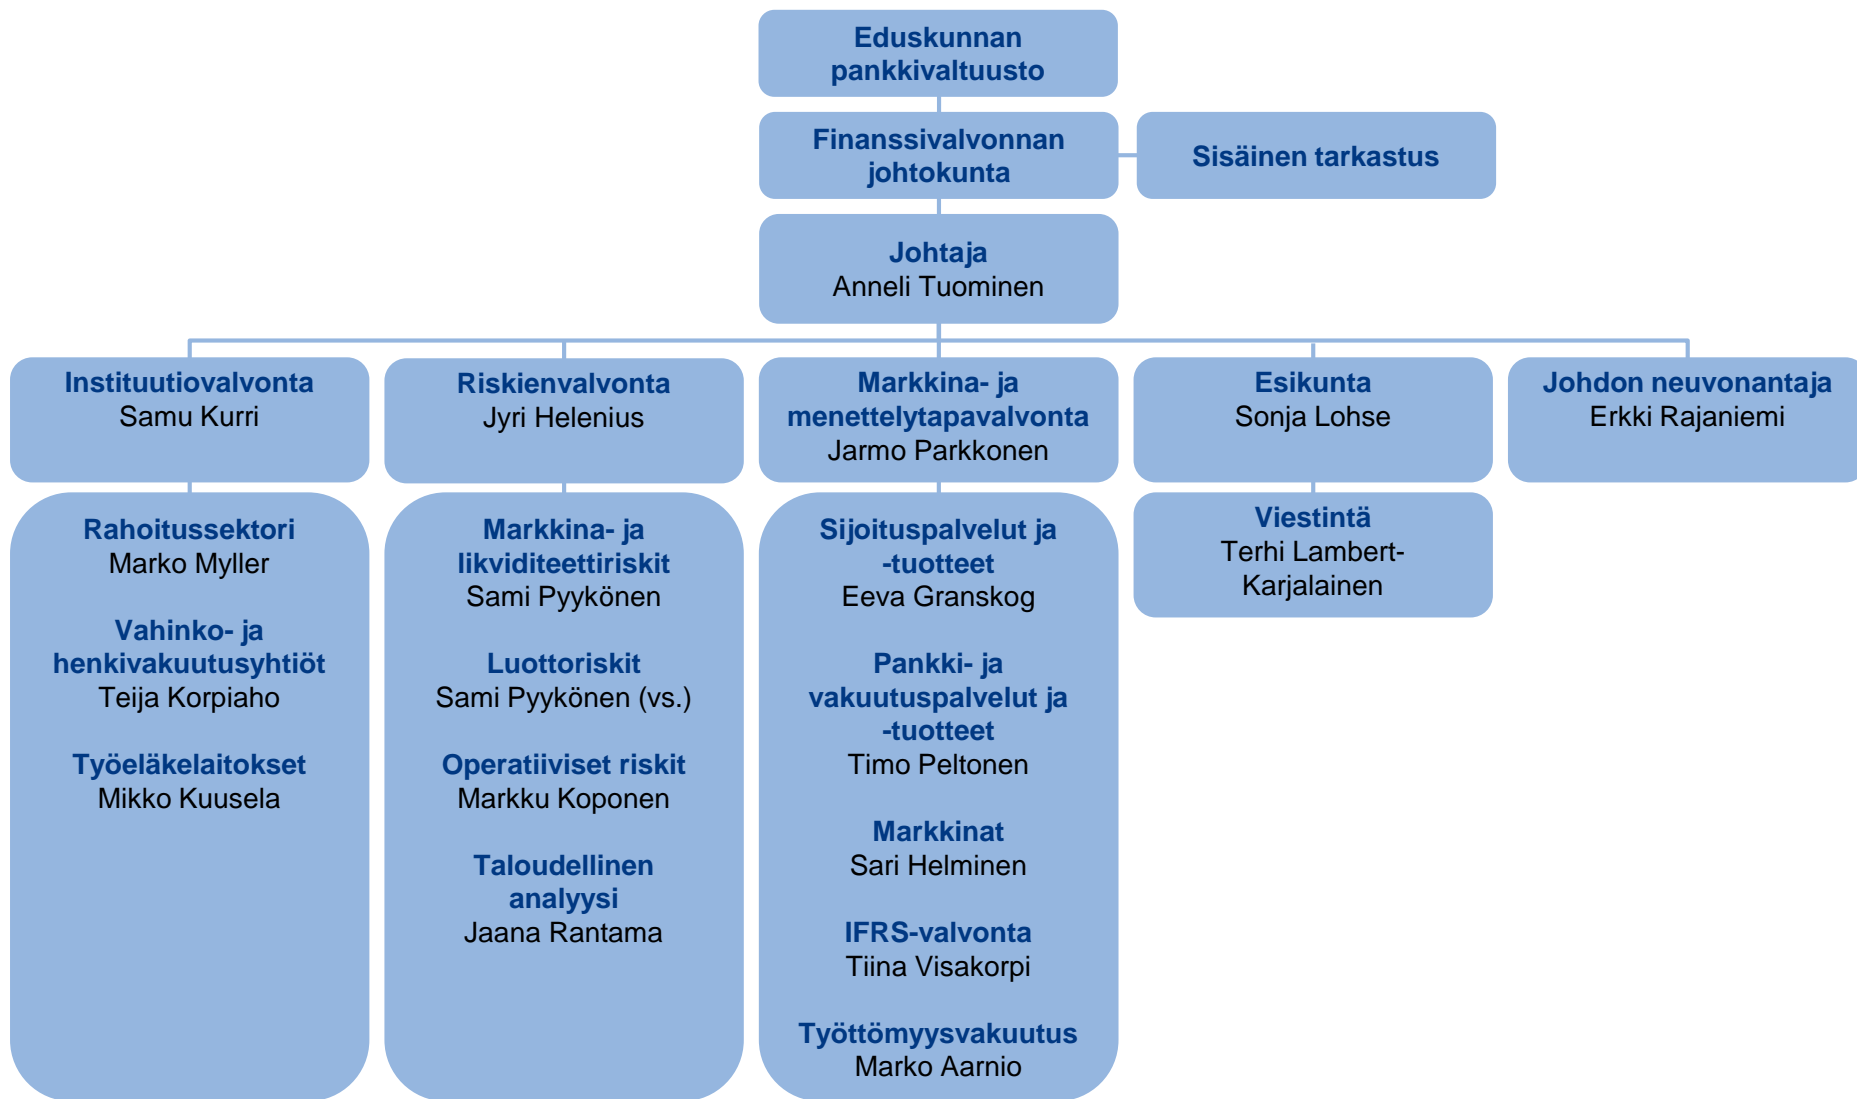 Eduskunnan
pankkivaltuusto
Finanssivalvonnan
johtokunta
Sisäinen tarkastus
Johtaja
Anneli Tuominen
Instituutiovalvonta
Samu Kurri
Riskienvalvonta
Jyri Helenius
Markkina- ja
menettelytapavalvonta
Jarmo Parkkonen
Esikunta
Sonja Lohse
Johdon neuvonantaja
Erkki Rajaniemi
Rahoitussektori
Marko Myller
Vahinko- ja
henkivakuutusyhtiöt
Teija Korpiaho
Työeläkelaitokset
Mikko Kuusela
Markkina- ja
likviditeettiriskit
Sami Pyykönen
Luottoriskit
Sami Pyykönen (vs.)
Operatiiviset riskit
Markku Koponen
Taloudellinen
analyysi
Jaana Rantama
Sijoituspalvelut ja
-tuotteet
Eeva Granskog
Pankki- ja
vakuutuspalvelut ja
-tuotteet
Timo Peltonen
Markkinat
Sari Helminen
IFRS-valvonta
Tiina Visakorpi
Työttömyysvakuutus
Marko Aarnio
Viestintä
Terhi Lambert-
Karjalainen